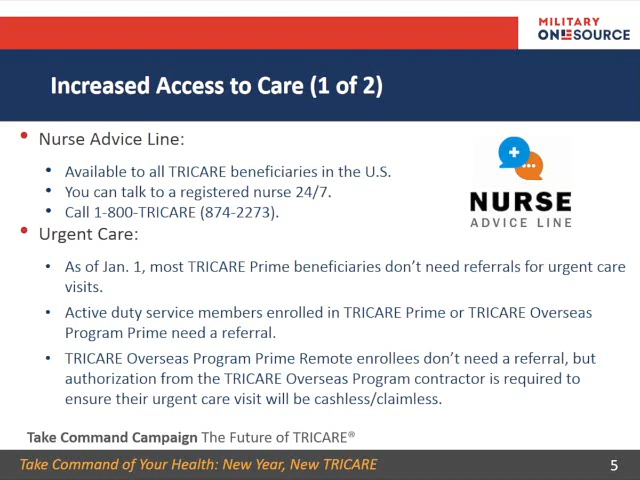 MILITARY
ONESOURCE
Increased Access to Care (1 of 2)
• Nurse Advice Line:
• Available to all TRICARE beneficiaries in the U.S.
• You can talk to a registered nurse 24/7.
• Call 1-800-TRICARE (874-2273).
NURSE
ADVICE LINE
• Urgent Care:
• As of Jan. 1, most TRICARE Prime beneficiaries don't need referrals for urgent care
visits.
• Active duty service members enrolled in TRICARE Prime or TRICARE Overseas
Program Prime need a referral.
• TRICARE Overseas Program Prime Remote enrollees don't need a referral, but
authorization from the TRICARE Overseas Program contractor is required to
ensure their urgent care visit will be cashless/claimless.
Take Command Campaign The Future of TRICARE®
Take Command of Your Health: New Year, New TRICARE
5